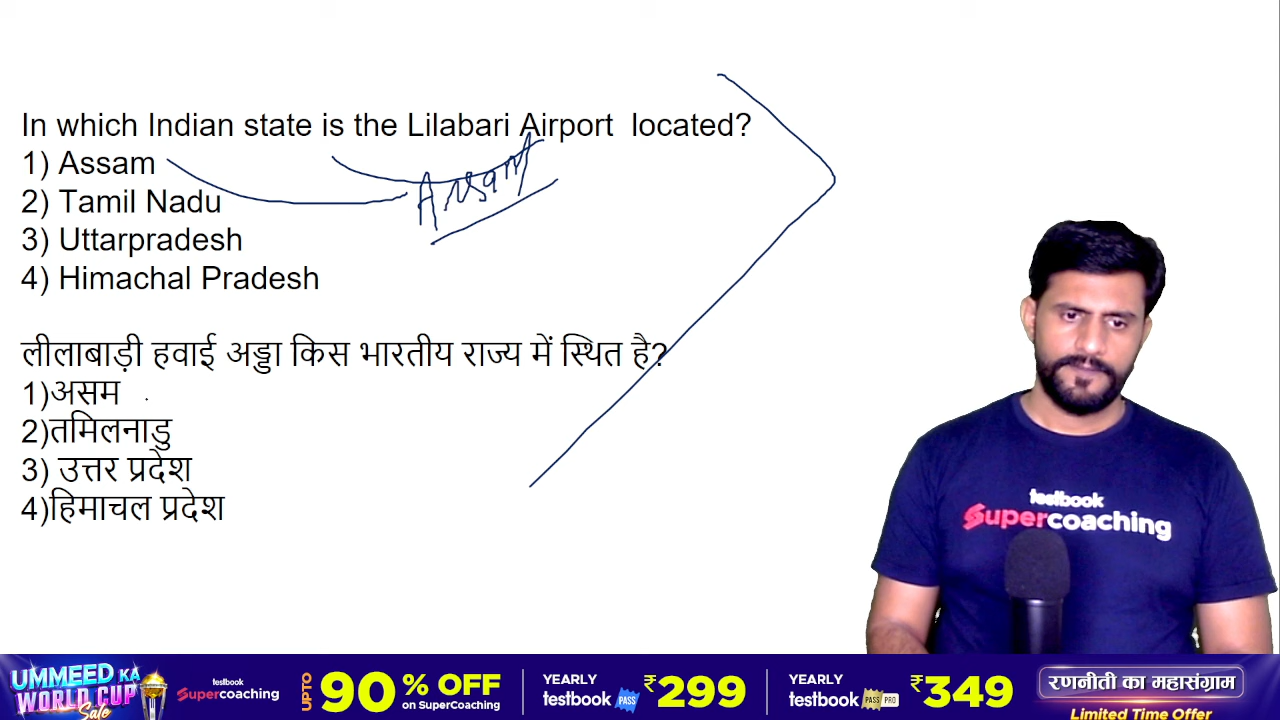 In which Indian state is the Lilabari Airport located?
1) Assam
Assam
2) Tamil Nadu
3) Uttarpradesh
4) Himachal Pradesh
लीलाबाड़ी हवाई अड्डा किस भारतीय राज्य में स्थित है?
1)असम
2)तमिलनाडु
3) उत्तर प्रदेश
4)हिमाचल प्रदेश
testbook
Supercoaching
UMMEED KA
WORLD CUP
Sale
testbook
Supercoaching
UPTO 90 % OFF
on SuperCoaching
YEARLY
testbook PASS ₹299
YEARLY
testbook PASS PRO ₹349
रणनीती का महासंग्राम
Limited Time Offer